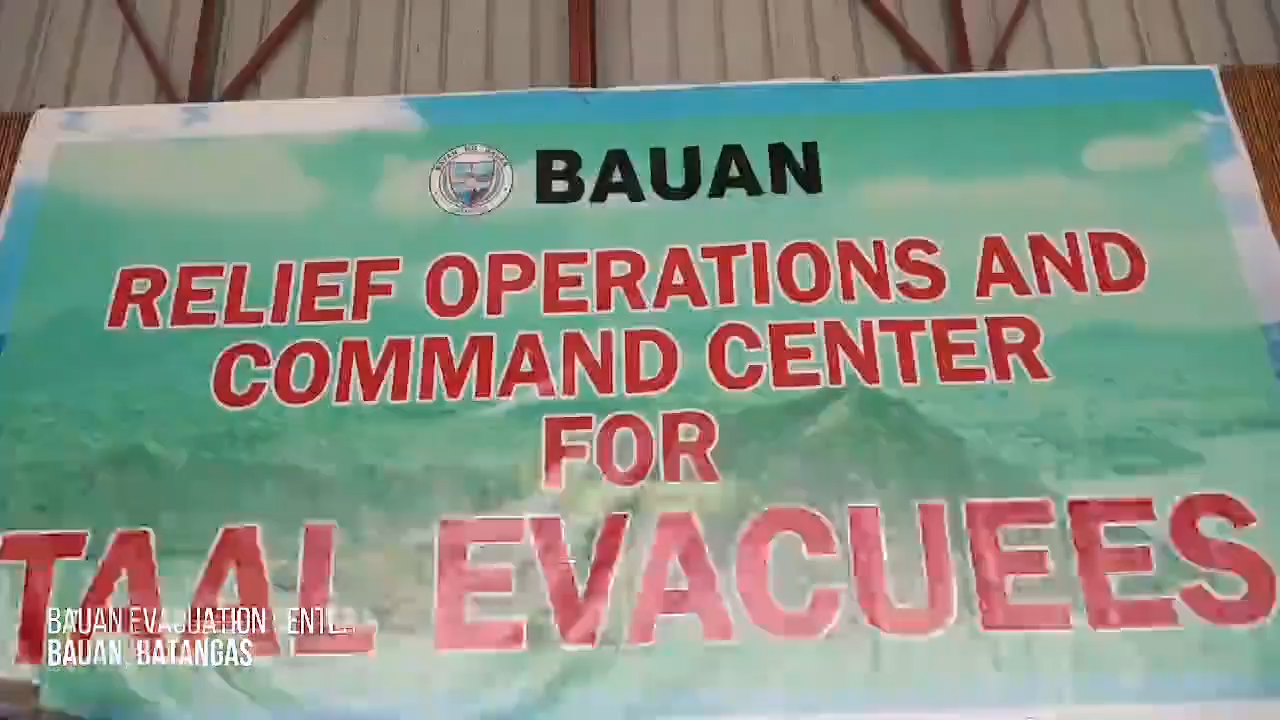 BAUAN
RELIEF OPERATIONS AND
COMMAND CENTER
FOR
TAAL EVACUEES
BAUAN EVACUATION
BAUAN, BATANGAS